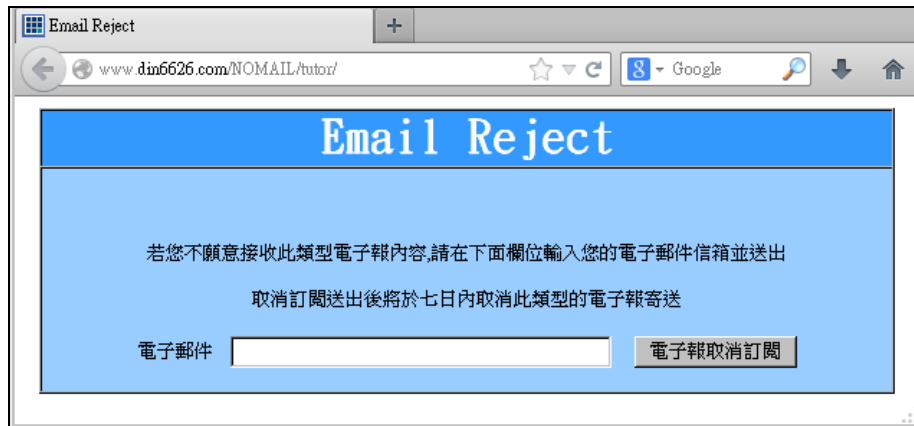 Email Reject
www.din6626.com/NOMAIL/tutor/
Google
Email Reject
若您不願意接收此類型電子報內容,請在下面欄位輸入您的電子郵件信箱並送出
取消訂閱送出後將於七日內取消此類型的電子報寄送
電子郵件 電子報取消訂閱